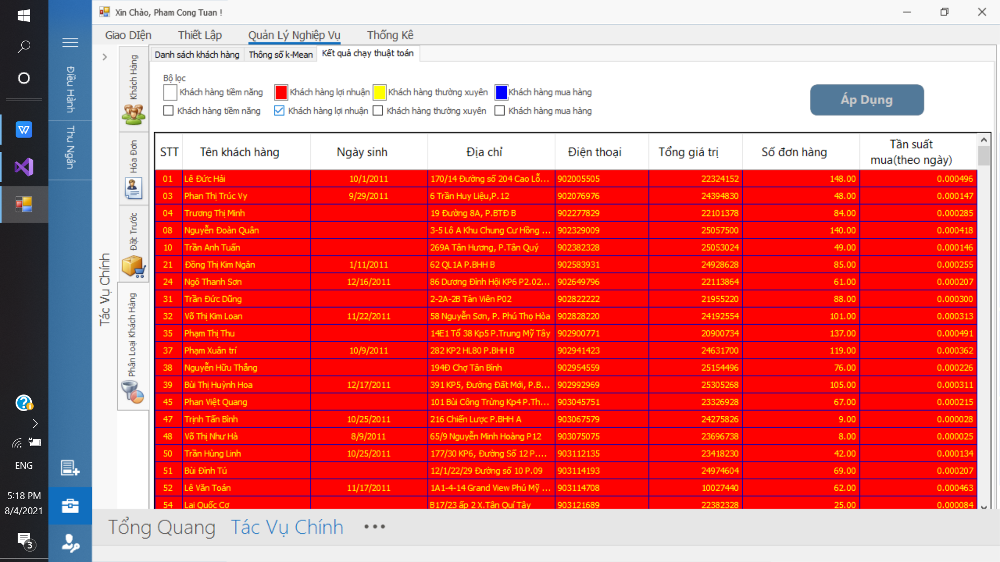 Xin Chào, Pham Cong Tuan !
Giao DIện Thiết Lập Quản Lý Nghiệp Vụ Thống Kê
Danh sách khách hàng Thông số k-Mean Kết quả chạy thuật toán
Bộ lọc
Khách hàng tiềm năng Khách hàng lợi nhuận Khách hàng thường xuyên Khách hàng mua hàng
Khách hàng tiềm năng Khách hàng lợi nhuận Khách hàng thường xuyên Khách hàng mua hàng
Áp Dụng
Điều Hành
Thu Ngân
Tác Vụ Chính
Khách Hàng
Hóa Đơn
Đặt Trước
Phân Loại Khách Hàng
STT Tên khách hàng Ngày sinh Địa chỉ Điện thoại Tổng giá trị Số đơn hàng Tần suất mua(theo ngày)
01 Lê Đức Hải 10/1/2011 170/14 Đường số 204 Cao Lỗ... 902005505 22324152 148.00 0.000496
03 Phan Thị Trúc Vy 9/29/2011 6 Trần Huy Liệu,P.12 902076976 24394830 48.00 0.000147
04 Trương Thị Minh 19 Đường 8A, P.BTĐ B 902277829 22101378 84.00 0.000285
08 Nguyễn Đoàn Quân 3-5 Lô A Khu Chung Cư Hồng ... 902329009 25057500 140.00 0.000418
10 Trần Anh Tuấn 269A Tân Hương, P.Tân Quý 902382328 25053024 49.00 0.000146
21 Đồng Thị Kim Ngân 1/11/2011 62 QL1A P.BHH B 902583931 24928628 85.00 0.000255
24 Ngô Thanh Sơn 12/16/2011 86 Dương Đình Hội KP6 P2.02... 902649796 22113864 61.00 0.000207
31 Trần Đức Dũng 2-2A-2B Tản Viên P02 902822222 21955220 88.00 0.000300
32 Võ Thị Kim Loan 11/22/2011 58 Nguyễn Sơn, P. Phú Thọ Hòa 902828220 24192554 101.00 0.000313
35 Phạm Thị Thu 14E1 Tổ 38 Kp5 P.Trung Mỹ Tây 902900771 20900734 137.00 0.000491
37 Phạm Xuân trí 10/9/2011 282 KP2 HL80 P.BHH B 902941423 24631700 119.00 0.000362
38 Nguyễn Hữu Thắng 194Đ Chợ Tân Bình 902954559 25154496 76.00 0.000226
39 Bùi Thị Huỳnh Hoa 12/17/2011 391 KP5, Đường Đất Mới, P.B... 902992969 25305268 105.00 0.000311
45 Phan Việt Quang 101 Bùi Công Trừng Kp4 P.Th... 903045751 23326928 67.00 0.000215
47 Trịnh Tấn Bình 10/25/2011 216 Chiến Lược P.BHH A 903067579 24275826 9.00 0.000028
48 Võ Thị Như Hà 8/9/2011 65/9 Nguyễn Minh Hoàng P12 903075075 23696738 8.00 0.000025
50 Trần Hùng Linh 10/25/2011 177/30 KP6, Đường Số 12 P.... 903112135 23418230 42.00 0.000134
51 Bùi Đình Tú 12/1/22/29 Đường số 10 P.09 903114193 24974604 69.00 0.000207
52 Lê Văn Toán 11/17/2011 1A1-4-14 Grand View Phú Mỹ ... 903114708 10027440 62.00 0.000463
54 Lai Quốc Cơ B17/23 ấp 2 X.Tân Quí Tây 903121689 22382328 25.00 0.000084
Tổng Quang Tác Vụ Chính •••
ENG
5:18 PM
8/4/2021
3